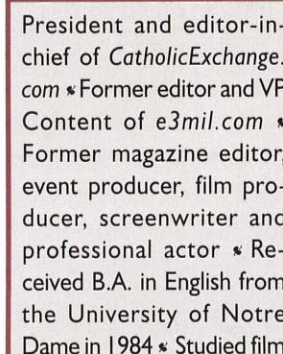 President and editor-in-
chief of CatholicExchange.
com * Former editor and VP
Content of e3mil.com *
Former magazine editor,
event producer, film pro-
ducer, screenwriter and
professional actor * Re-
ceived B.A. in English from
the University of Notre
Dame in 1984 * Studied film